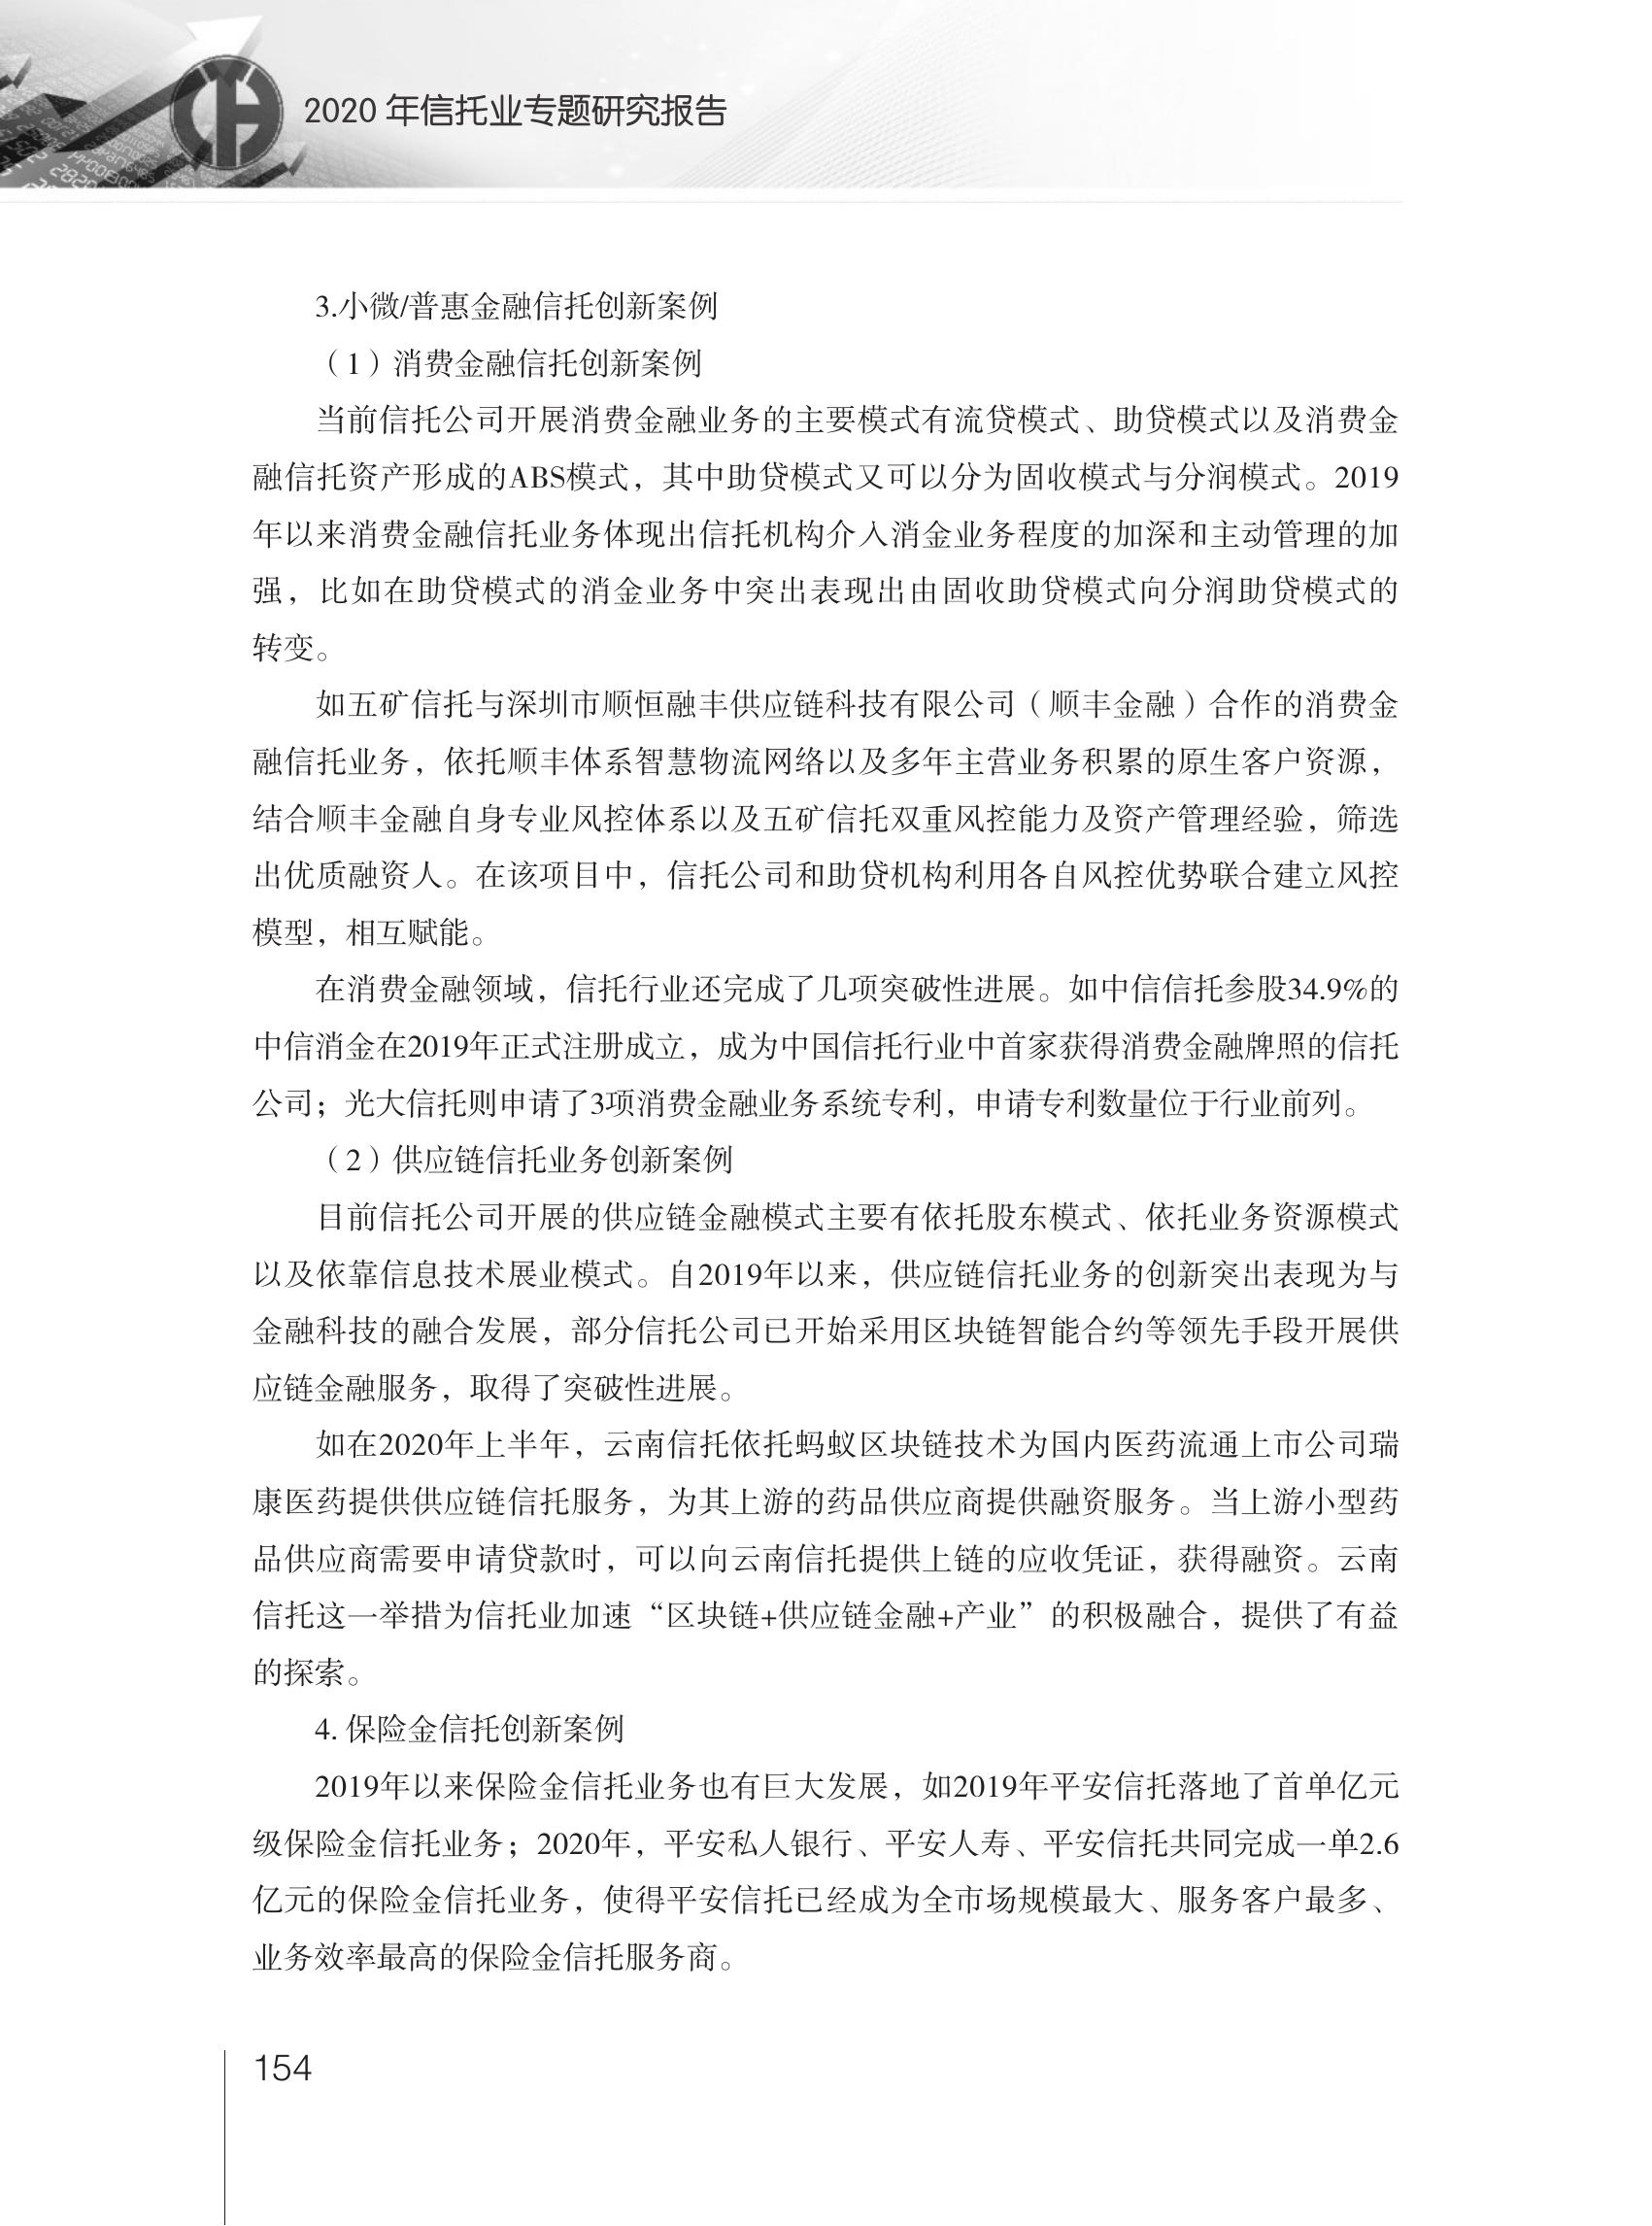 2020 年信托业专题研究报告
3.小微/普惠金融信托创新案例
（1）消费金融信托创新案例
当前信托公司开展消费金融业务的主要模式有流贷模式、助贷模式以及消费金
融信托资产形成的ABS模式，其中助贷模式又可以分为固收模式与分润模式。2019
年以来消费金融信托业务体现出信托机构介入消金业务程度的加深和主动管理的加
强，比如在助贷模式的消金业务中突出表现出由固收助贷模式向分润助贷模式的
转变。
如五矿信托与深圳市顺恒融丰供应链科技有限公司（顺丰金融）合作的消费金
融信托业务，依托顺丰体系智慧物流网络以及多年主营业务积累的原生客户资源，
结合顺丰金融自身专业风控体系以及五矿信托双重风控能力及资产管理经验，筛选
出优质融资人。在该项目中，信托公司和助贷机构利用各自风控优势联合建立风控
模型，相互赋能。
在消费金融领域，信托行业还完成了几项突破性进展。如中信信托参股34.9%的
中信消金在2019年正式注册成立，成为中国信托行业中首家获得消费金融牌照的信托
公司；光大信托则申请了3项消费金融业务系统专利，申请专利数量位于行业前列。
（2）供应链信托业务创新案例
目前信托公司开展的供应链金融模式主要有依托股东模式、依托业务资源模式
以及依靠信息技术展业模式。自2019年以来，供应链信托业务的创新突出表现为与
金融科技的融合发展，部分信托公司已开始采用区块链智能合约等领先手段开展供
应链金融服务，取得了突破性进展。
如在2020年上半年，云南信托依托蚂蚁区块链技术为国内医药流通上市公司瑞
康医药提供供应链信托服务，为其上游的药品供应商提供融资服务。当上游小型药
品供应商需要申请贷款时，可以向云南信托提供上链的应收凭证，获得融资。云南
信托这一举措为信托业加速“区块链+供应链金融+产业”的积极融合，提供了有益
的探索。
4. 保险金信托创新案例
2019年以来保险金信托业务也有巨大发展，如2019年平安信托落地了首单亿元
级保险金信托业务；2020年，平安私人银行、平安人寿、平安信托共同完成一单2.6
亿元的保险金信托业务，使得平安信托已经成为全市场规模最大、服务客户最多、
业务效率最高的保险金信托服务商。
154